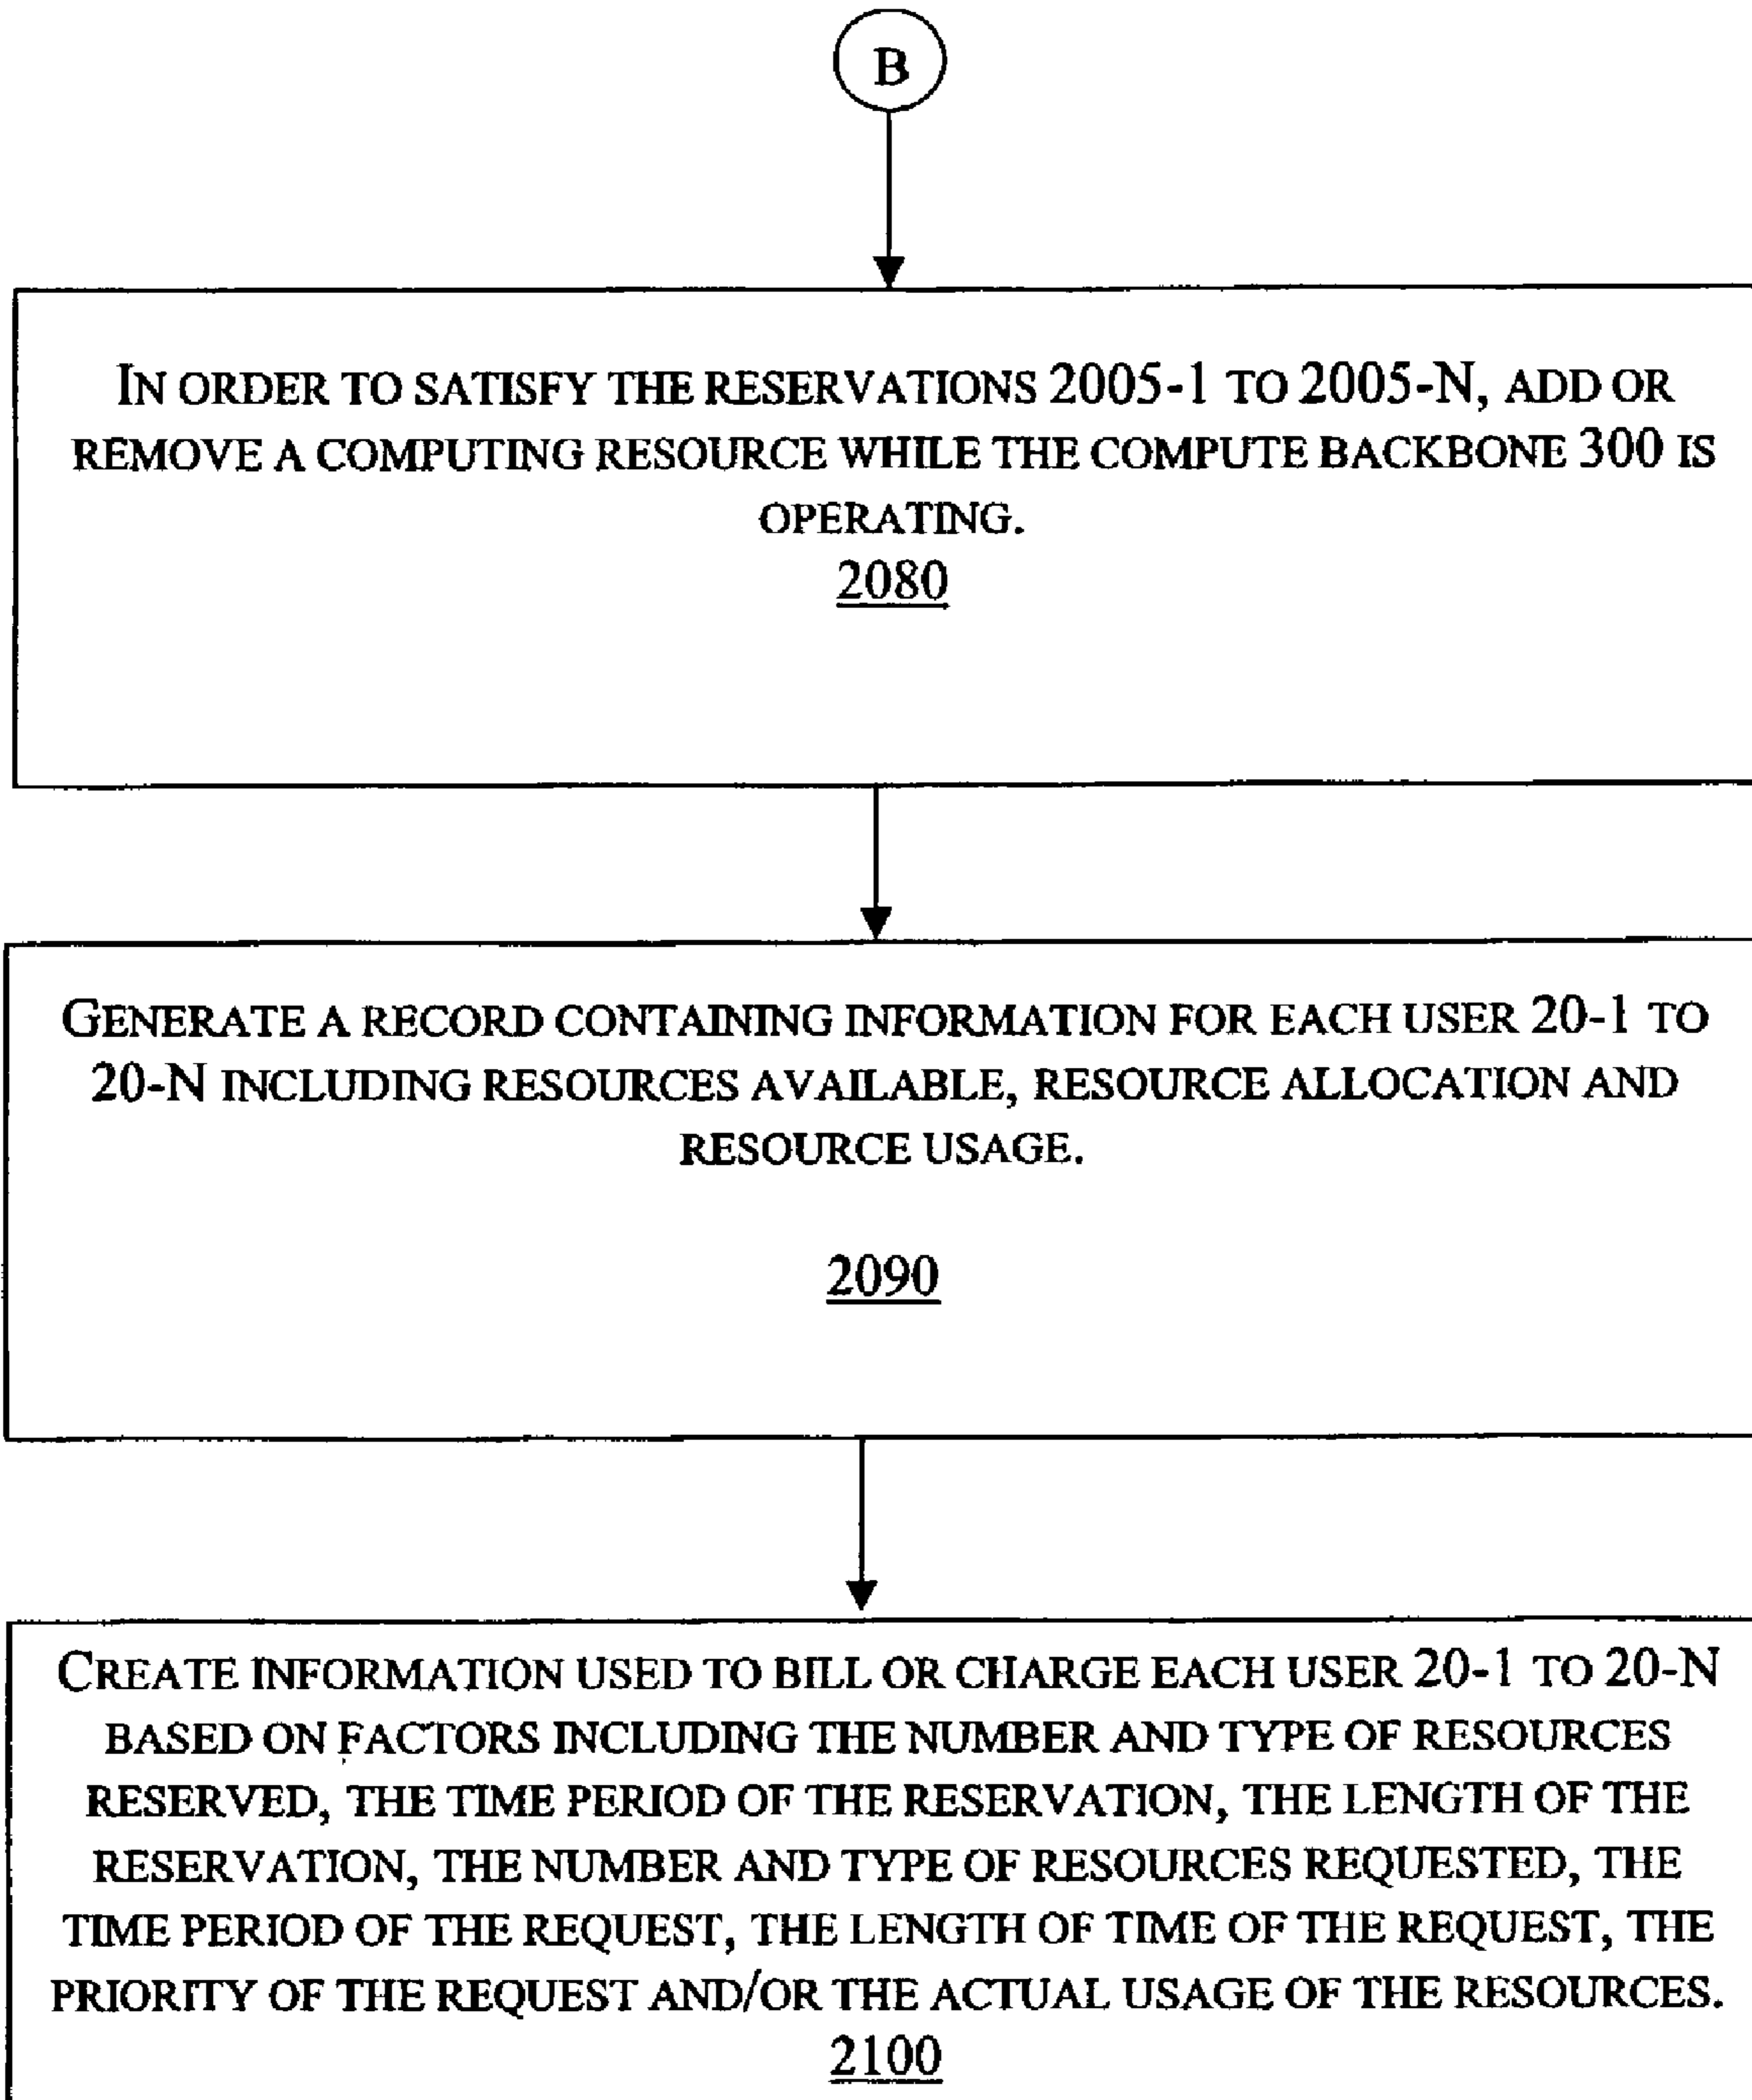 B
IN ORDER TO SATISFY THE RESERVATIONS 2005-1 TO 2005-N, ADD OR
REMOVE A COMPUTING RESOURCE WHILE THE COMPUTE BACKBONE 300 IS
OPERATING.
2080
GENERATE A RECORD CONTAINING INFORMATION FOR EACH USER 20-1 TO
20-N INCLUDING RESOURCES AVAILABLE, RESOURCE ALLOCATION AND
RESOURCE USAGE.
2090
CREATE INFORMATION USED TO BILL OR CHARGE EACH USER 20-1 TO 20-N
BASED ON FACTORS INCLUDING THE NUMBER AND TYPE OF RESOURCES
RESERVED, THE TIME PERIOD OF THE RESERVATION, THE LENGTH OF THE
RESERVATION, THE NUMBER AND TYPE OF RESOURCES REQUESTED, THE
TIME PERIOD OF THE REQUEST, THE LENGTH OF TIME OF THE REQUEST, THE
PRIORITY OF THE REQUEST AND/OR THE ACTUAL USAGE OF THE RESOURCES.
2100